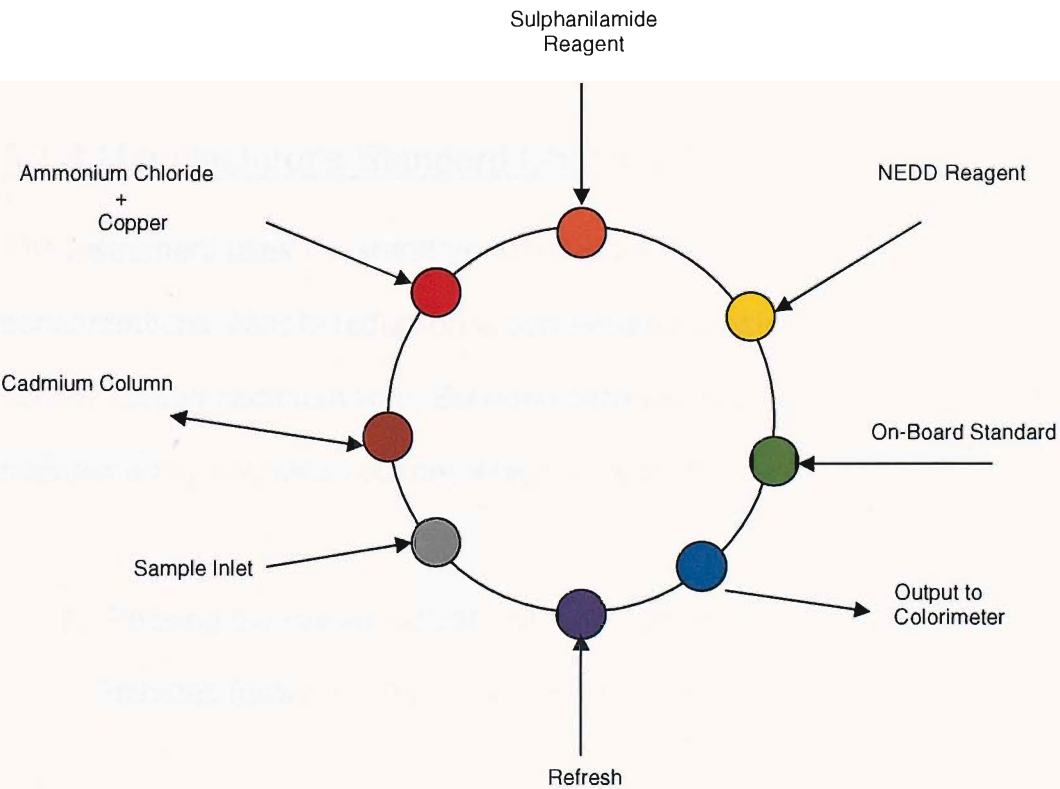 Sulphanilamide
Reagent
Ammonium Chloride
+
Copper
NEDD Reagent
Cadmium Column
On-Board Standard
Sample Inlet
Output to
Colorimeter
Refresh